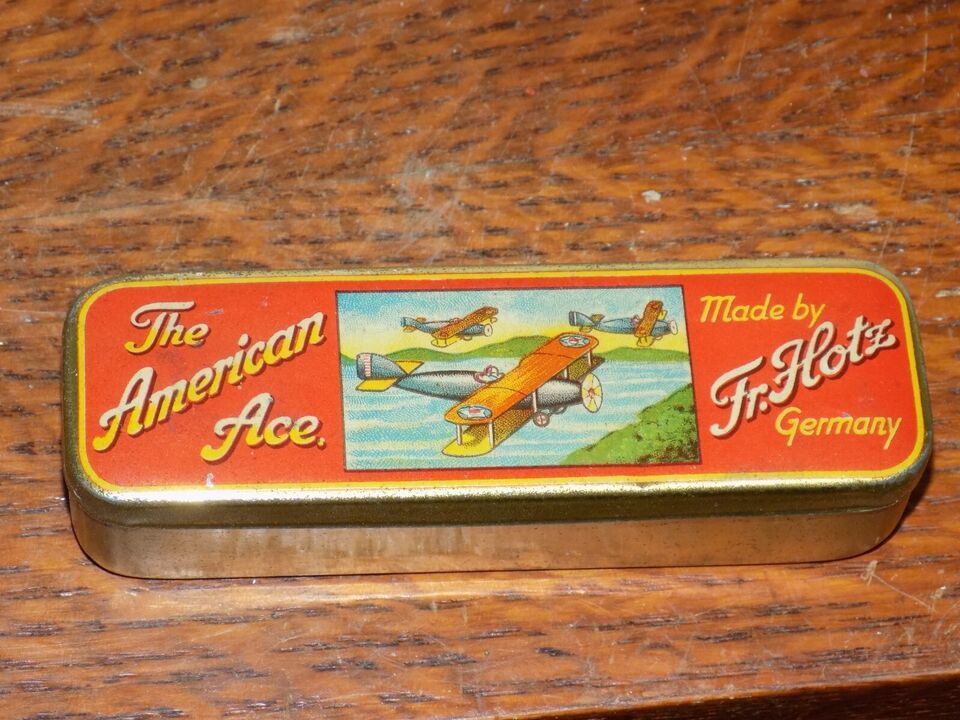 The
American
Ace.
Made by
Fr. Hotz
Germany